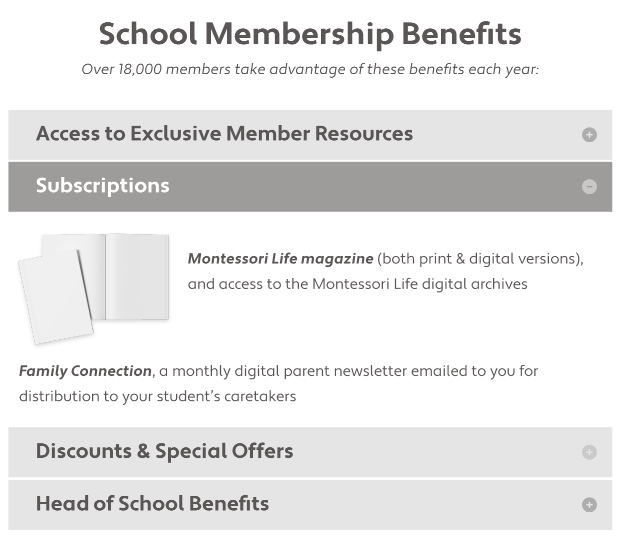 School Membership Benefits
Over 18,000 members take advantage of these benefits each year:
Access to Exclusive Member Resources
Subscriptions
Montessori Life magazine (both print & digital versions),
and access to the Montessori Life digital archives
Family Connection, a monthly digital parent newsletter emailed to you for
distribution to your student's caretakers
Discounts & Special Offers
Head of School Benefits